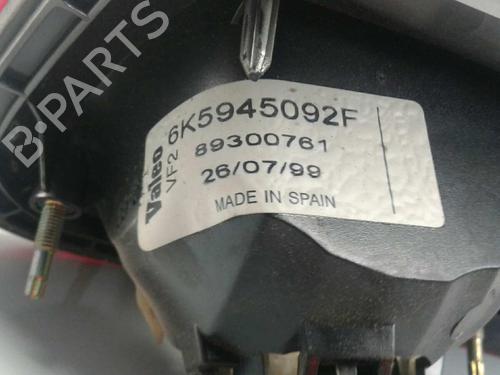 B-PARTS
Valeo
VF2
6K5945092F
89300761
26/07/99
MADE IN SPAIN